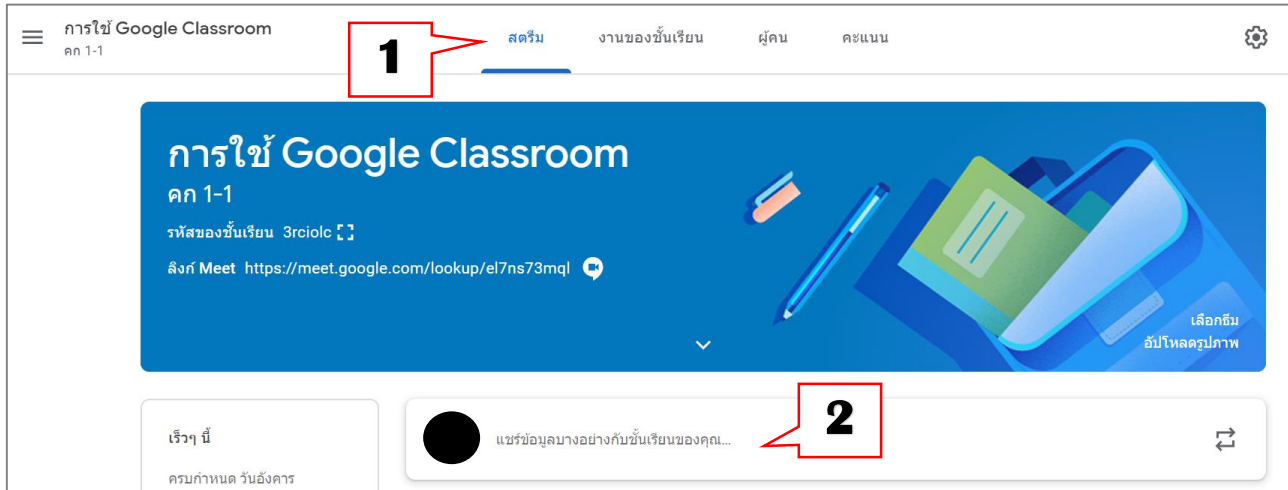 การใช้ Google Classroom
คก 1-1
1
สตรีม งานของชั้นเรียน ผู้คน คะแนน
การใช้ Google Classroom
คก 1-1
รหัสของชั้นเรียน 3rciolc
ลิงก์ Meet https://meet.google.com/lookup/el7ns73mql
เลือกธีม
อัปโหลดรูปภาพ
เร็วๆ นี้
ครบกำหนด วันอังคาร
แชร์ข้อมูลบางอย่างกับชั้นเรียนของคุณ...
2